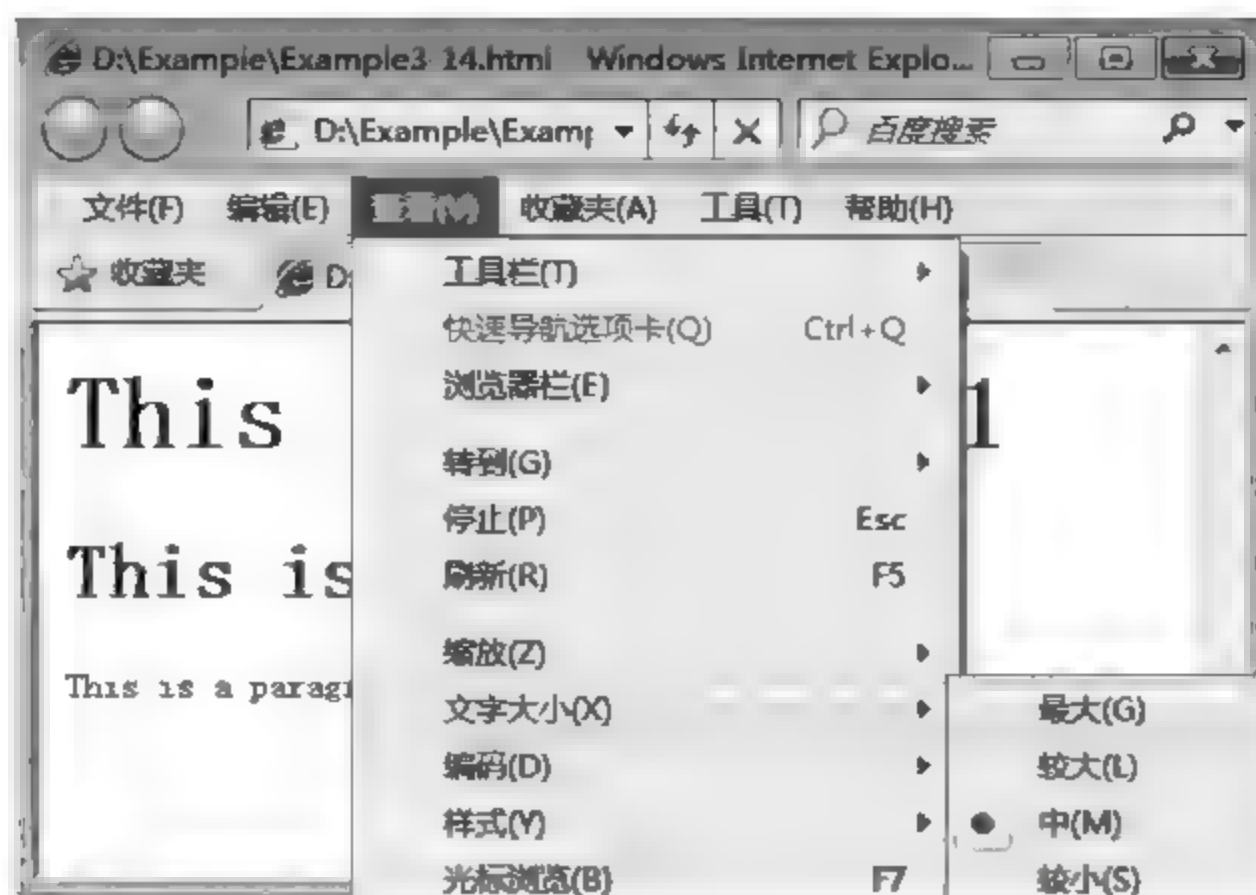 D:\Example\Example3-14.html Windows Internet Explo...
D:\Example\Examp 百度搜索
文件(F) 编辑(E) 查看(V) 收藏夹(A) 工具(T) 帮助(H)
收藏夹 D:
工具栏(T)
快速导航选项卡(Q) Ctrl+Q
浏览器栏(E)
This 1
转到(G)
停止(P) Esc
This is
刷新(R) F5
缩放(Z)
This is a paragr
文字大小(X) 最大(G)
编码(D) 较大(L)
样式(Y) 中(M)
光标浏览(B) F7 较小(S)